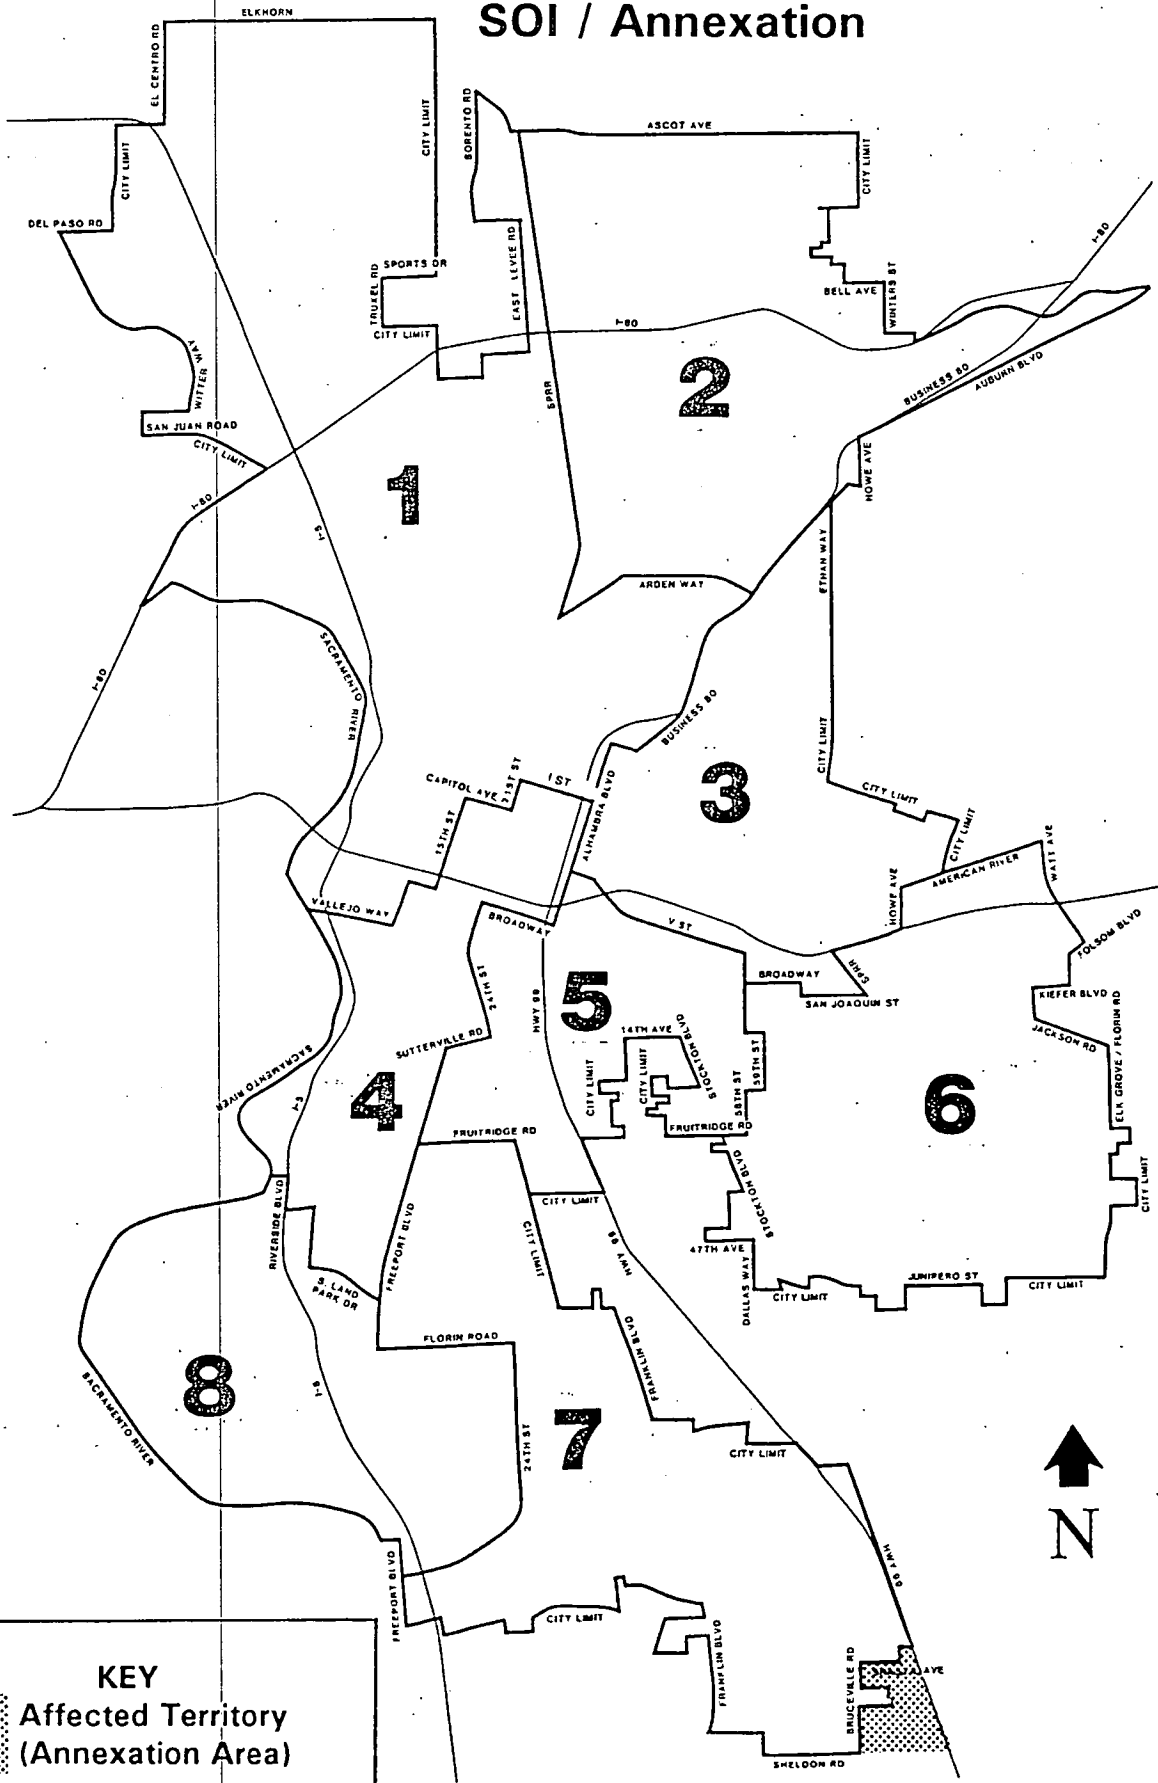 SOI / Annexation
ELKHORN
EL CENTRO RD
CITY LIMIT
SORENTO RD
ASCOT AVE
CITY LIMIT
CITY LIMIT
DEL PASO RD
I-80
SPORTS DR
TRUXEL RD
EAST LEVEE RD
BELL AVE
WINTERS ST
CITY LIMIT
I-80
WITTER WAY
SPRR
2
BUSINESS 80
AUBURN BLVD
SAN JUAN ROAD
CITY LIMIT
HOWE AVE
1
I-80
I-5
ETHAN WAY
ARDEN WAY
SACRAMENTO RIVER
I-80
BUSINESS 80
CITY LIMIT
CAPITOL AVE
21ST ST
I ST
3
CITY LIMIT
15TH ST
ALHAMBRA BLVD
CITY LIMIT
WATT AVE
AMERICAN RIVER
HOWE AVE
VALLEJO WAY
BROADWAY
V ST
FOLSOM BLVD
24TH ST
HWY 99
5
BROADWAY
SPRR
SAN JOAQUIN ST
KIEFER BLVD
JACKSON RD
ELK GROVE / FLORIN RD
SUTTERVILLE RD
14TH AVE
STOCKTON BLVD
59TH ST
SACRAMENTO RIVER
I-5
4
CITY LIMIT
CITY LIMIT
58TH ST
6
FRUITRIDGE RD
FRUITRIDGE RD
STOCKTON BLVD
CITY LIMIT
CITY LIMIT
RIVERSIDE BLVD
FREEPORT BLVD
CITY LIMIT
HWY 99
47TH AVE
S. LAND
PARK DR
DALLAS WAY
CITY LIMIT
JUNIPERO ST
CITY LIMIT
FLORIN ROAD
FRANKLIN BLVD
8
I-5
SACRAMENTO RIVER
24TH ST
7
CITY LIMIT
N
HWY 99
FREEPORT BLVD
CITY LIMIT
FRANKLIN BLVD
BRUCEVILLE RD
AVE
SHELDON RD
KEY
Affected Territory
(Annexation Area)